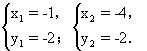 x₁ = -1, x₂ = -4,
y₁ = -2; y₂ = -2.